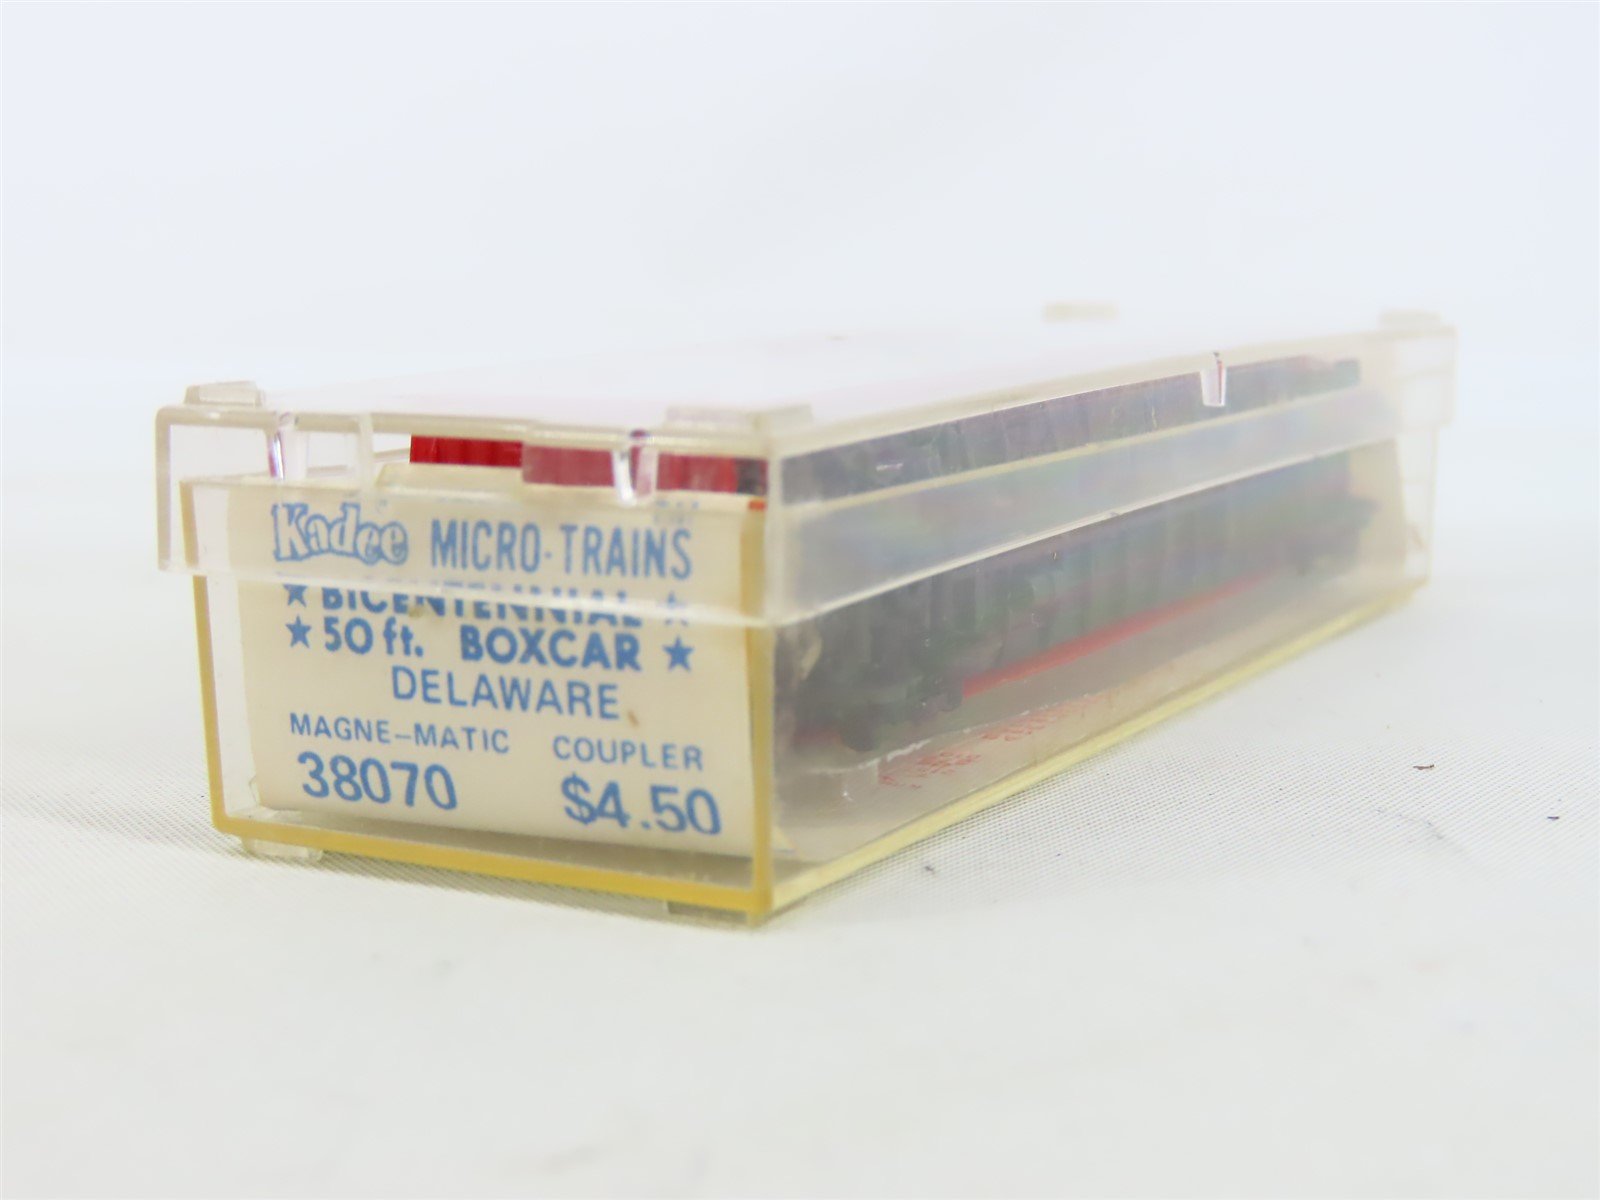 Kadee MICRO-TRAINS
★ BICENTENNIAL ★
★ 50 ft. BOXCAR ★
DELAWARE
MAGNE-MATIC COUPLER
38070 $4.50